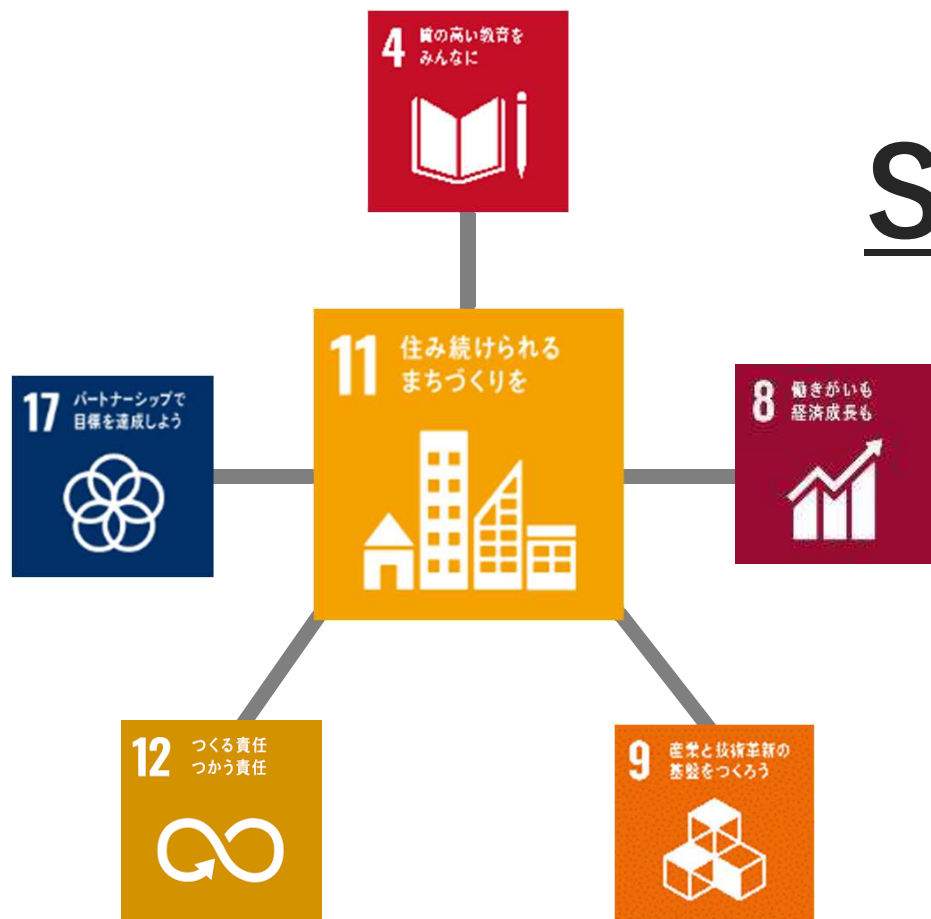 4 質の高い教育を
みんなに
S
11 住み続けられる
まちづくりを
17 パートナーシップで
目標を達成しよう
8 働きがいも
経済成長も
12 つくる責任
つかう責任
9 産業と技術革新の
基盤をつくろう